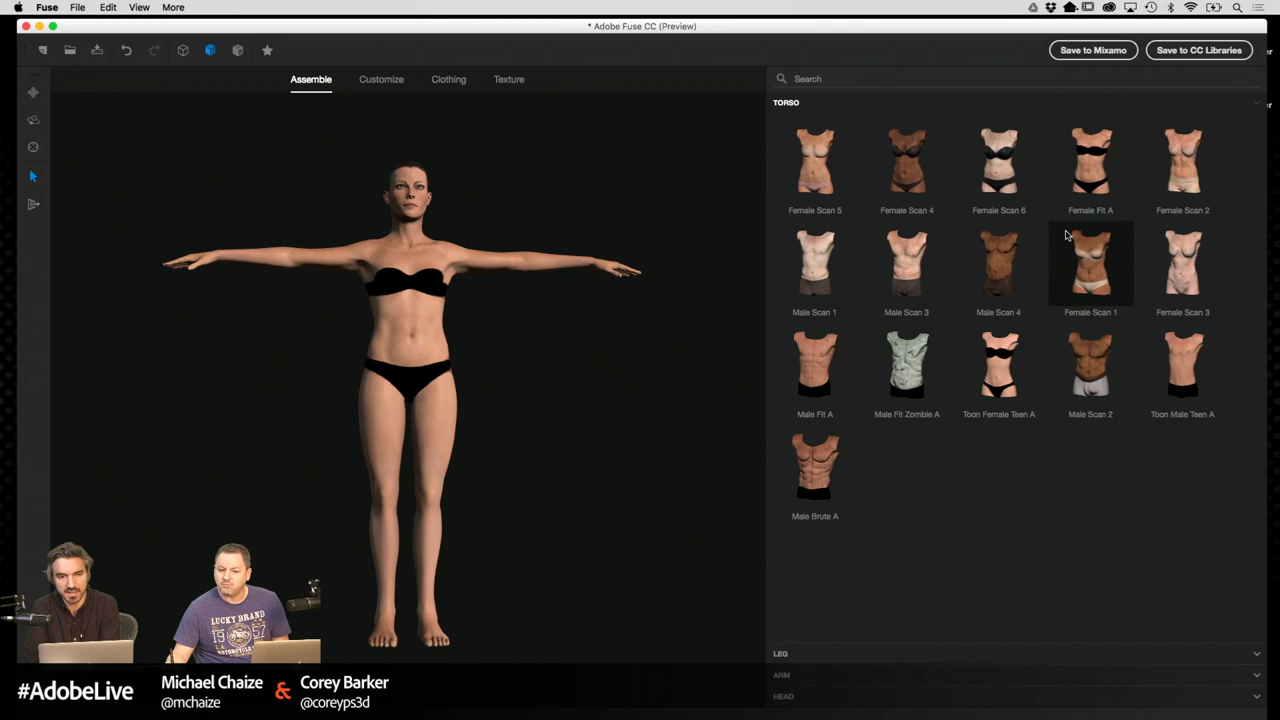 Fuse File Edit View More
* Adobe Fuse CC (Preview)
Save to Mixamo Save to CC Libraries
Assemble Customize Clothing Texture
Search
TORSO
Female Scan 5 Female Scan 4 Female Scan 6 Female Fit A Female Scan 2
Male Scan 1 Male Scan 3 Male Scan 4 Female Scan 1 Female Scan 3
Male Fit A Male Fit Zombie A Toon Female Teen A Male Scan 2 Toon Male Teen A
Male Brute A
LEG
ARM
HEAD
LUCKY BRAND
#AdobeLive
Michael Chaize & Corey Barker
@mchaize @coreyps3d